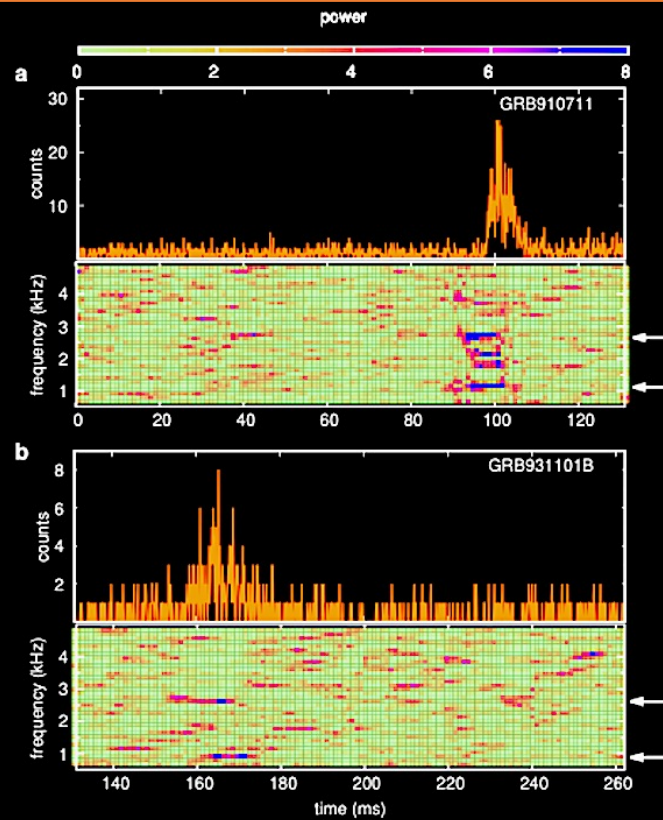 power
0 2 4 6 8
a
GRB910711
counts
30
20
10
frequency (kHz)
4
3
2
1
0 20 40 60 80 100 120
b
GRB931101B
counts
8
6
4
2
frequency (kHz)
4
3
2
1
140 160 180 200 220 240 260
time (ms)